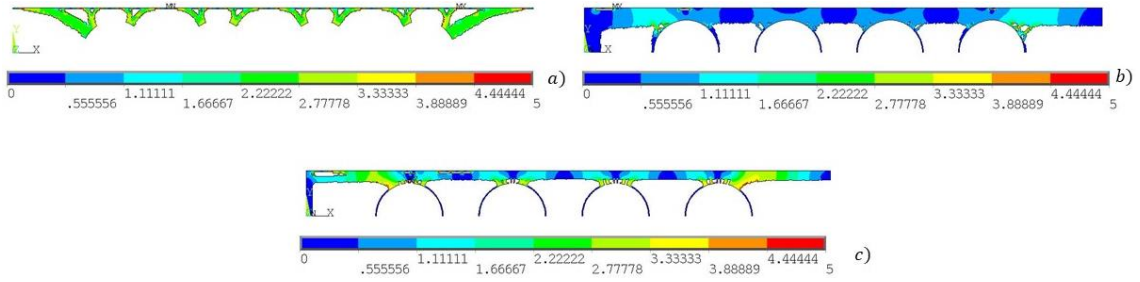 MN MX
Y
Z X
0 1.11111 2.22222 3.33333 4.44444
.555556 1.66667 2.77778 3.88889 5
a)
MX
0 1.11111 2.22222 3.33333 4.44444
.555556 1.66667 2.77778 3.88889 5
b)
X
0 1.11111 2.22222 3.33333 4.44444
.555556 1.66667 2.77778 3.88889 5
c)